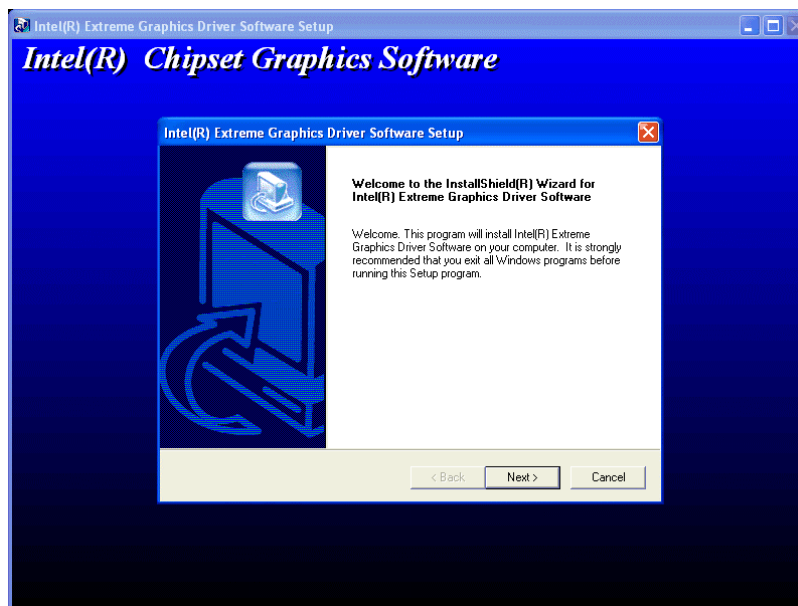 Intel(R) Extreme Graphics Driver Software Setup
Intel(R) Chipset Graphics Software
Intel(R) Extreme Graphics Driver Software Setup
Welcome to the InstallShield(R) Wizard for
Intel(R) Extreme Graphics Driver Software
Welcome. This program will install Intel(R) Extreme
Graphics Driver Software on your computer. It is strongly
recommended that you exit all Windows programs before
running this Setup program.
< Back
Next >
Cancel